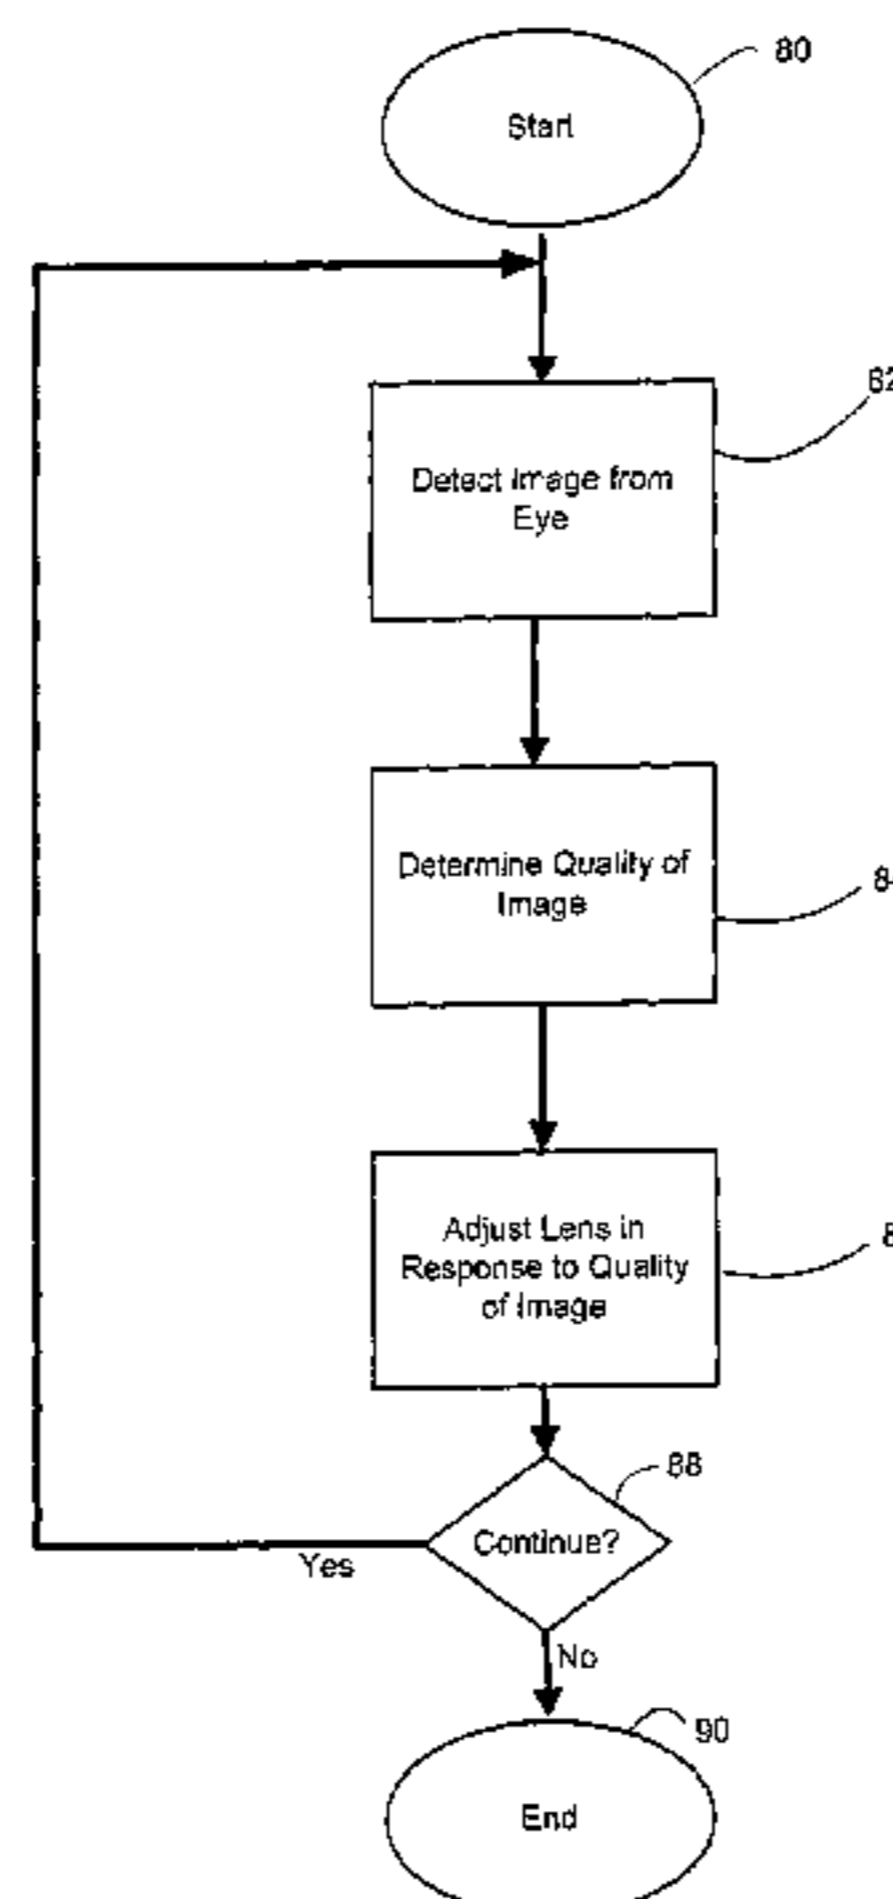 80
Start
82
Detect Image from
Eye
Determine Quality of
Image
Adjust Lens in
Response to Quality
of Image
88
Continue?
Yes
No
90
End